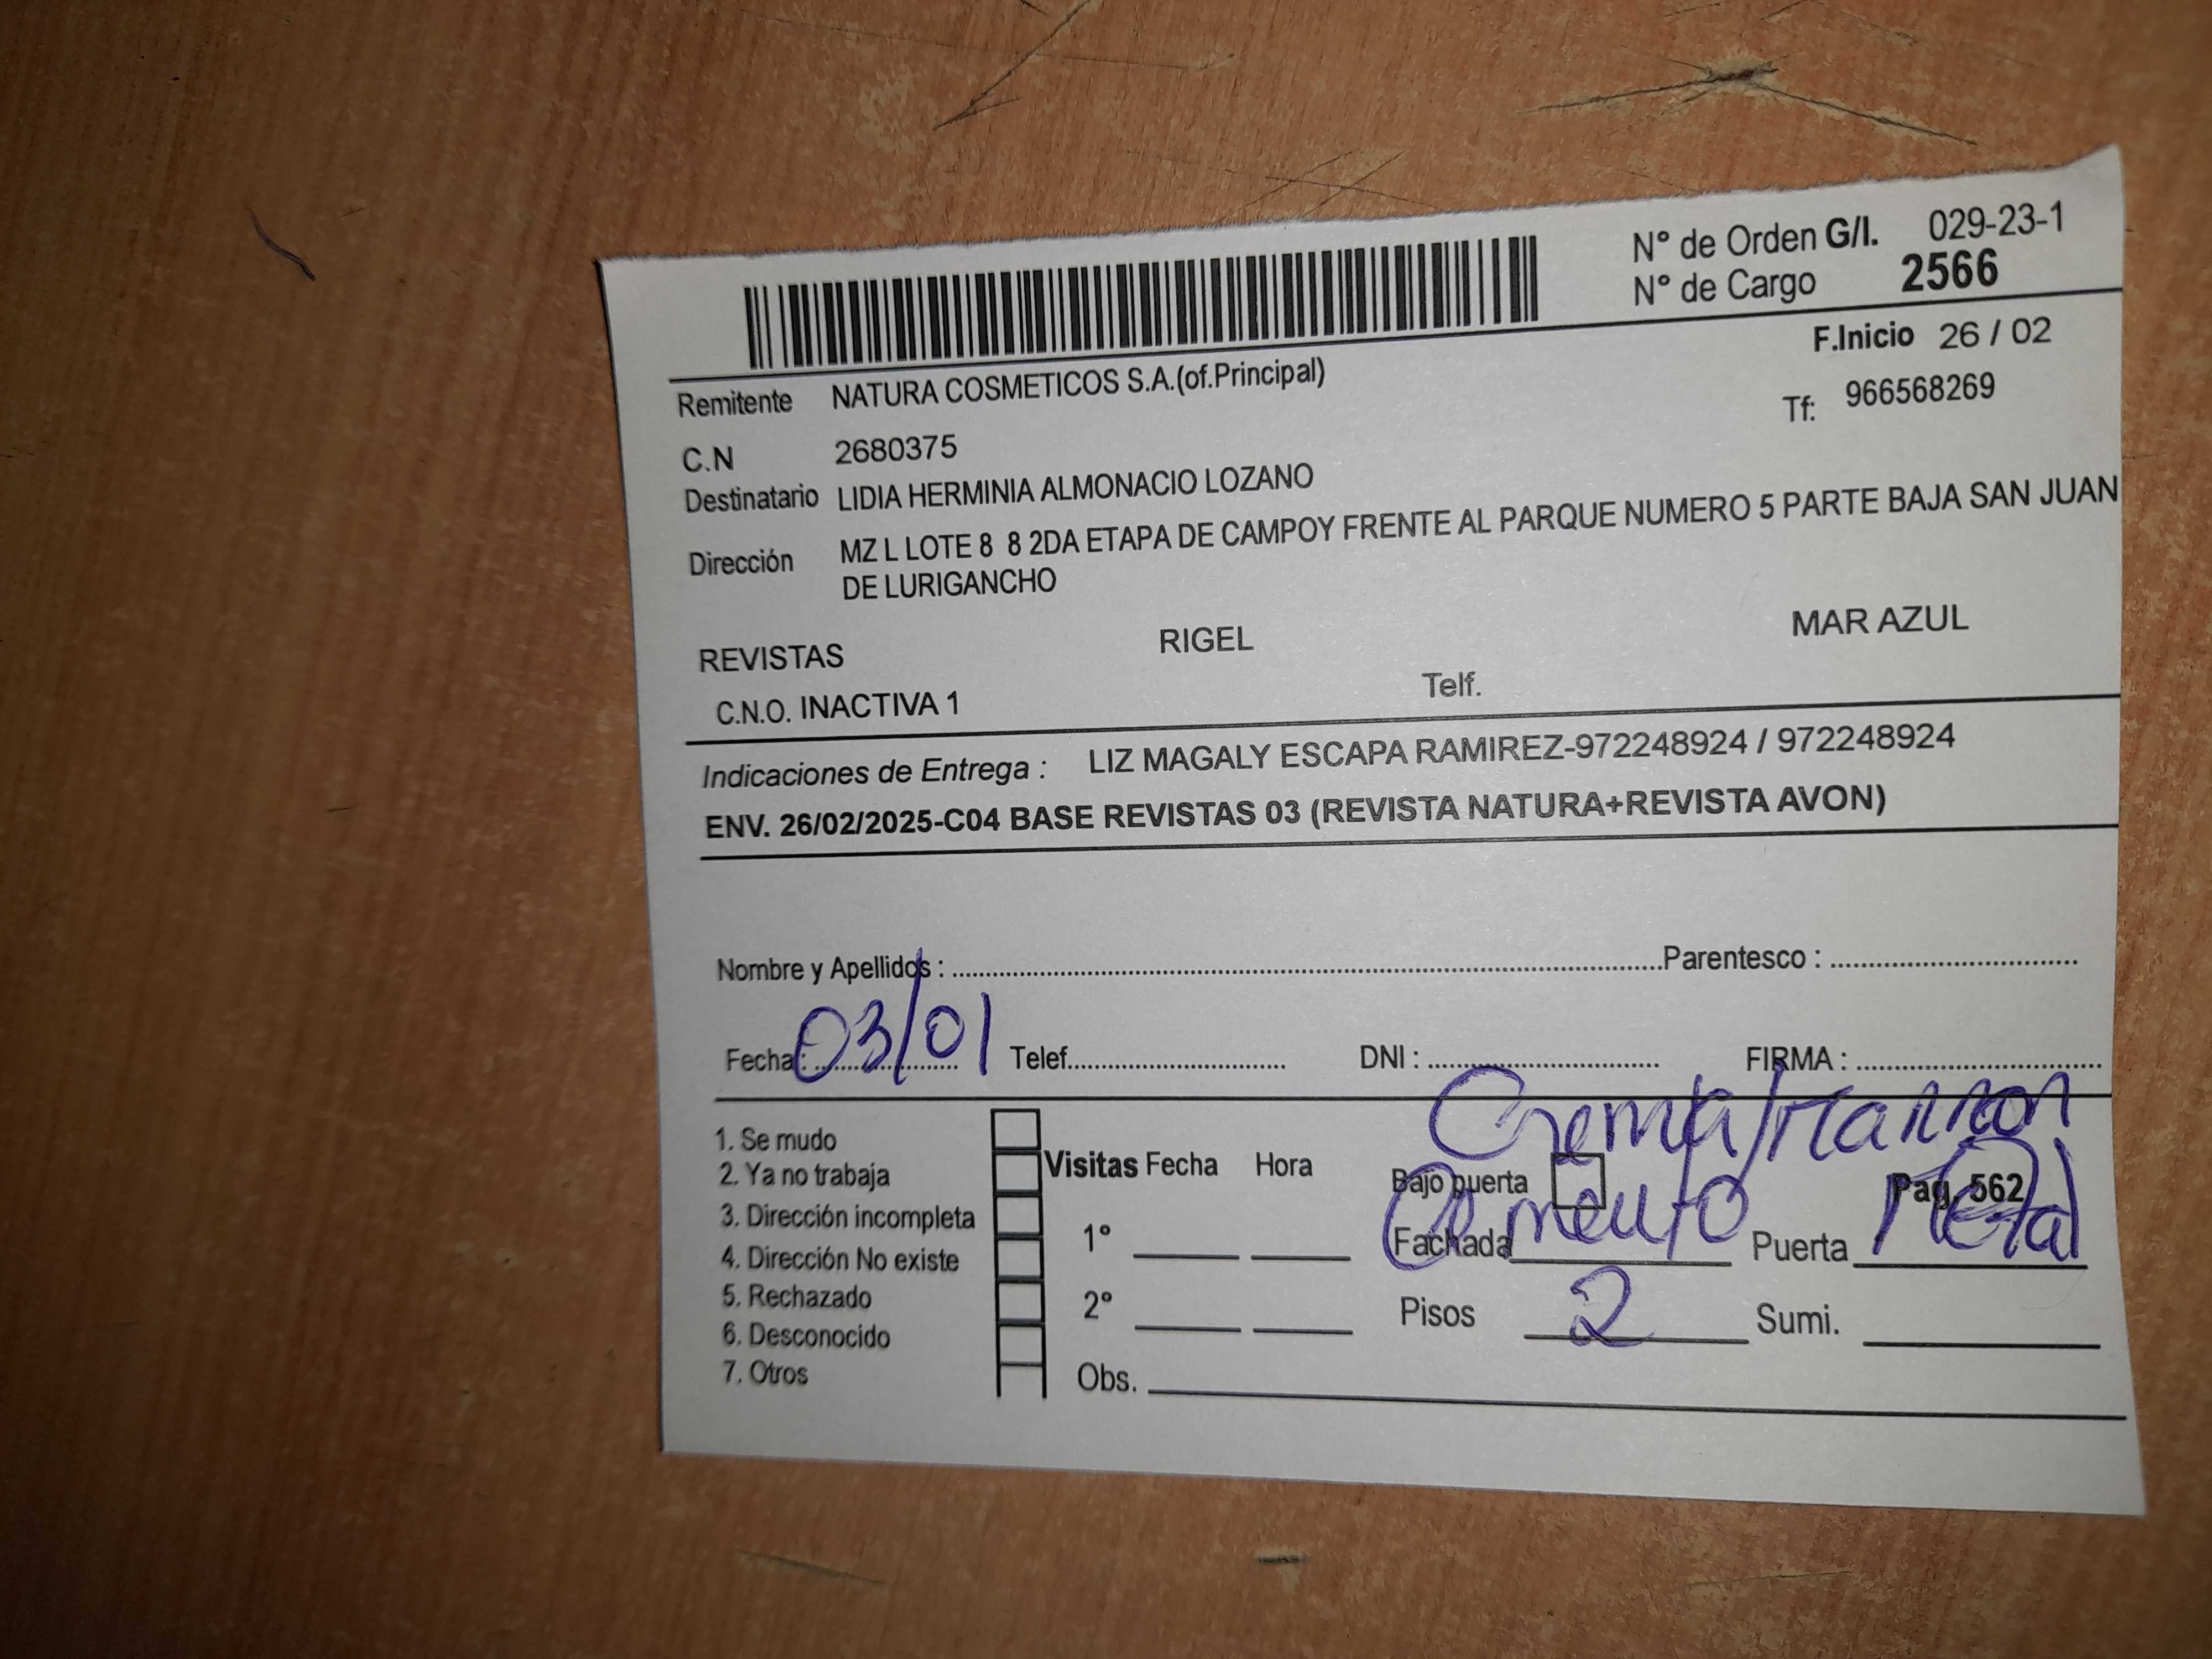 N° de Orden G/I. 029-23-1
N° de Cargo 2566
F.Inicio 26 / 02
Remitente NATURA COSMETICOS S.A.(of.Principal)
Tf: 966568269
C.N 2680375
Destinatario LIDIA HERMINIA ALMONACIO LOZANO
Dirección MZ L LOTE 8 8 2DA ETAPA DE CAMPOY FRENTE AL PARQUE NUMERO 5 PARTE BAJA SAN JUAN
DE LURIGANCHO
REVISTAS RIGEL MAR AZUL
C.N.O. INACTIVA 1 Telf.
Indicaciones de Entrega : LIZ MAGALY ESCAPA RAMIREZ-972248924 / 972248924
ENV. 26/02/2025-C04 BASE REVISTAS 03 (REVISTA NATURA+REVISTA AVON)
Nombre y Apellidos : Parentesco :
Fecha : 03/01 Telef. DNI : FIRMA :
Crema/Marron
1. Se mudo
2. Ya no trabaja
3. Dirección incompleta
4. Dirección No existe
5. Rechazado
6. Desconocido
7. Otros
Visitas Fecha Hora
1°
2°
Obs.
Bajo puerta Pag. 562
Fachada Cemento Puerta Metal
Pisos 2 Sumi.